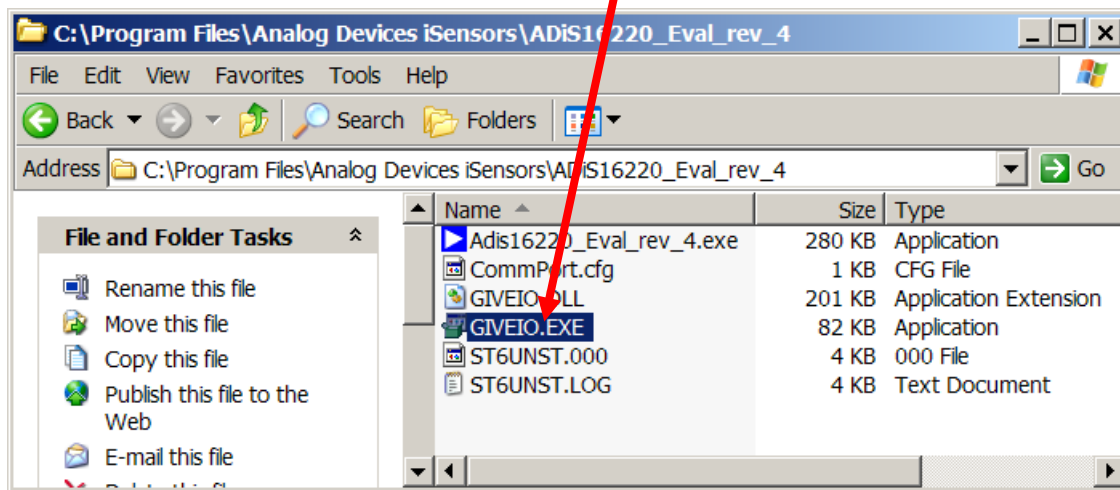 C:\Program Files\Analog Devices iSensors\ADiS16220_Eval_rev_4
File Edit View Favorites Tools Help
Back Search Folders
Address C:\Program Files\Analog Devices iSensors\ADiS16220_Eval_rev_4 Go
File and Folder Tasks
Rename this file
Move this file
Copy this file
Publish this file to the
Web
E-mail this file
Name Size Type
Adis16220_Eval_rev_4.exe 280 KB Application
CommPort.cfg 1 KB CFG File
GIVEIO.DLL 201 KB Application Extension
GIVEIO.EXE 82 KB Application
ST6UNST.000 4 KB 000 File
ST6UNST.LOG 4 KB Text Document